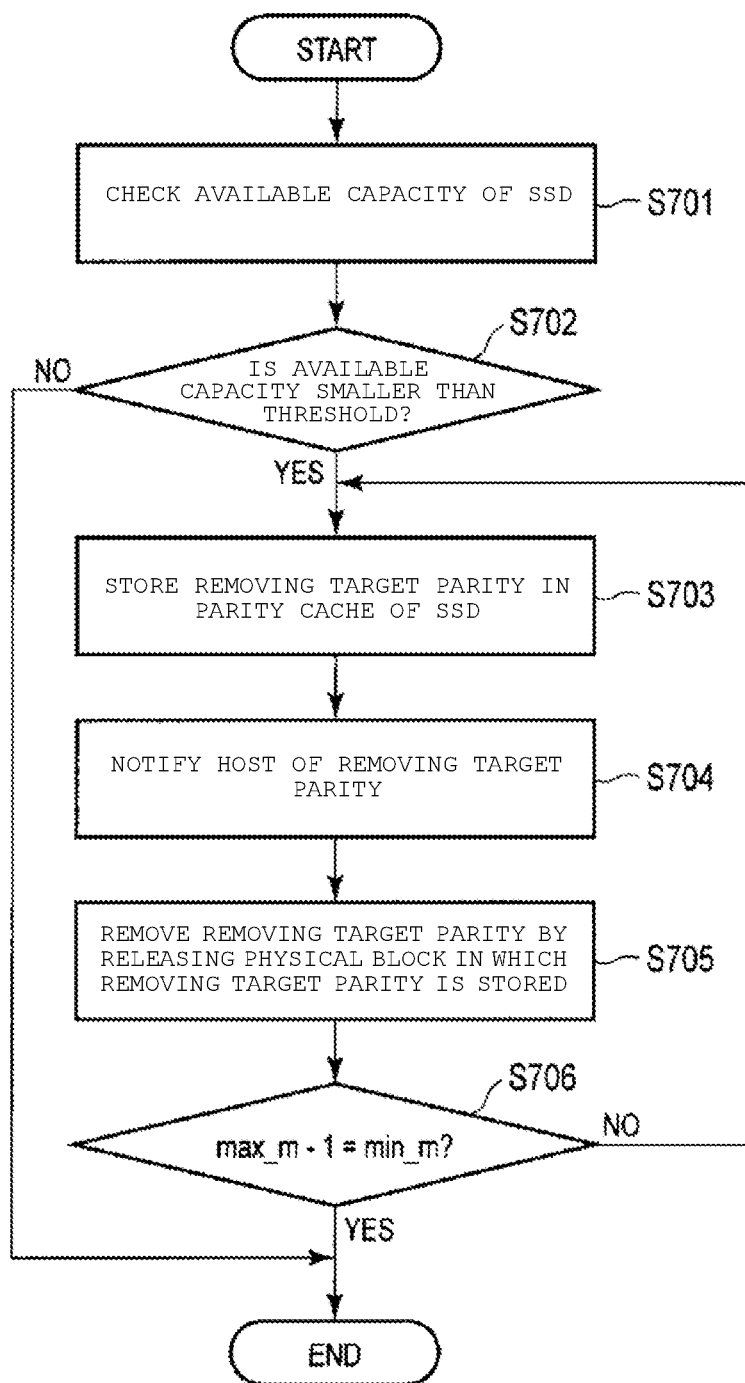 START
CHECK AVAILABLE CAPACITY OF SSD
S701
S702
NO
IS AVAILABLE
CAPACITY SMALLER THAN
THRESHOLD?
YES
STORE REMOVING TARGET PARITY IN
PARITY CACHE OF SSD
S703
NOTIFY HOST OF REMOVING TARGET
PARITY
S704
REMOVE REMOVING TARGET PARITY BY
RELEASING PHYSICAL BLOCK IN WHICH
REMOVING TARGET PARITY IS STORED
S705
S706
max_m - 1 = min_m?
NO
YES
END